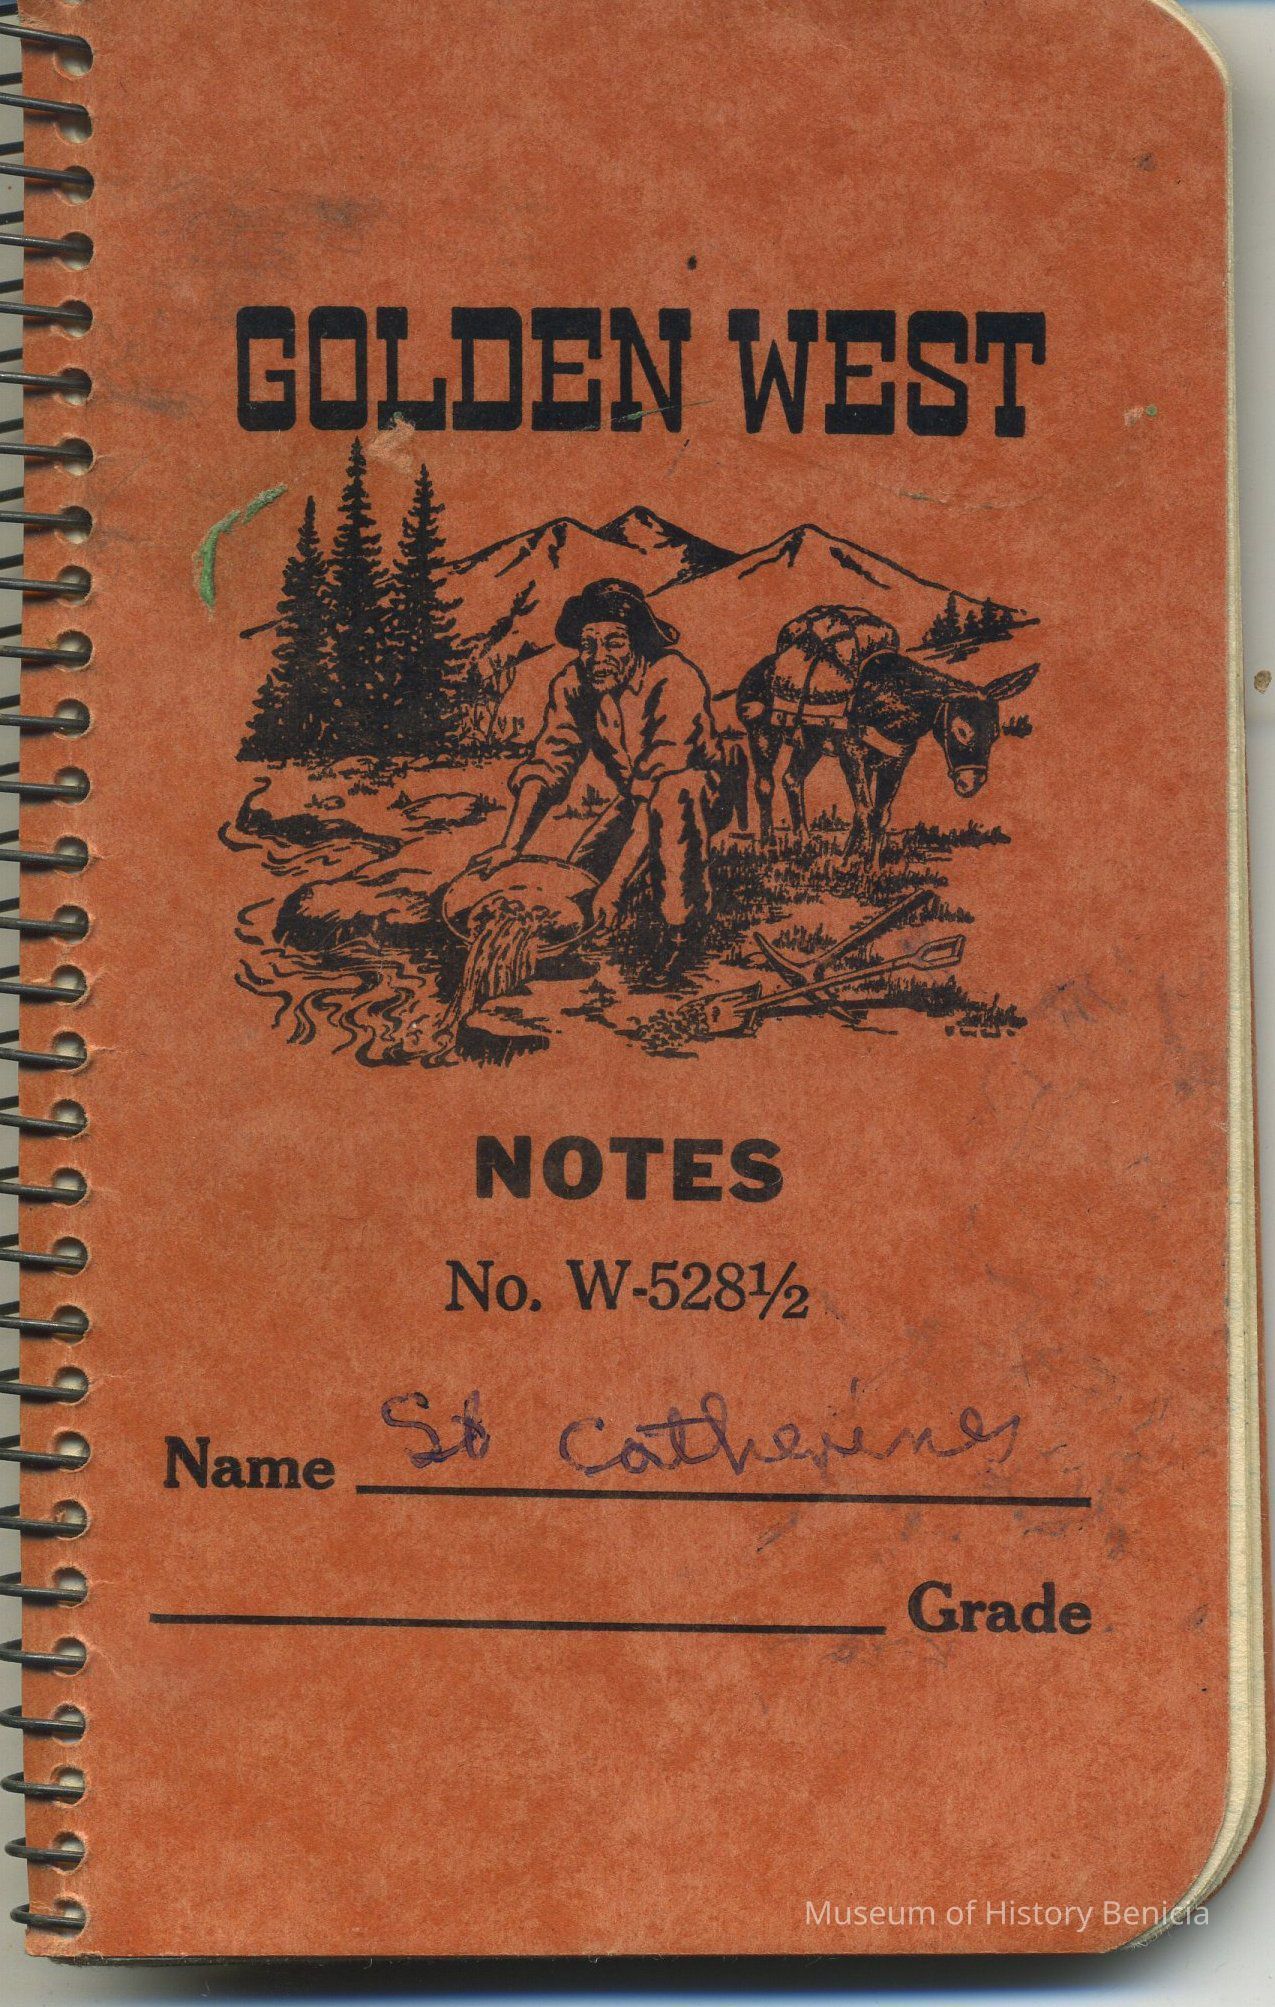 GOLDEN WEST
NOTES
No. W-528½
Name St Catherines
Grade
Museum of History Benicia